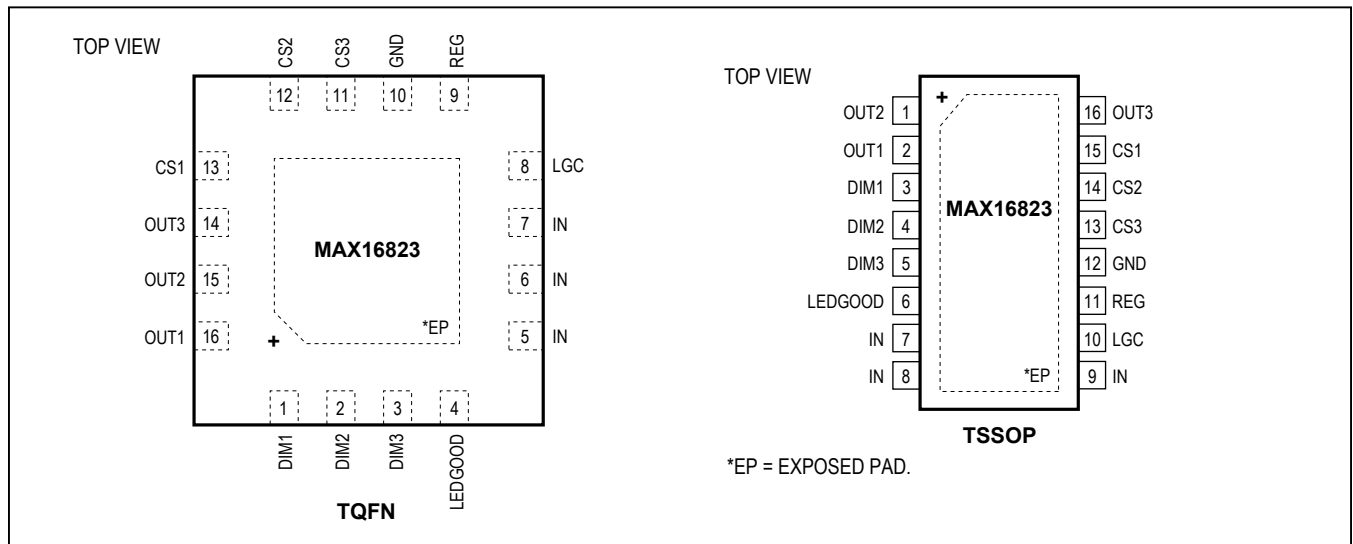 TOP VIEW
CS2
CS3
GND
REG
12
11
10
9
CS1 13
8 LGC
OUT3 14
7 IN
MAX16823
OUT2 15
6 IN
OUT1 16
+
*EP
5 IN
1
2
3
4
DIM1
DIM2
DIM3
LEDGOOD
TQFN
TOP VIEW
+
OUT2 1
16 OUT3
OUT1 2
15 CS1
DIM1 3
14 CS2
MAX16823
DIM2 4
13 CS3
DIM3 5
12 GND
LEDGOOD 6
11 REG
IN 7
10 LGC
IN 8
*EP
9 IN
TSSOP
*EP = EXPOSED PAD.